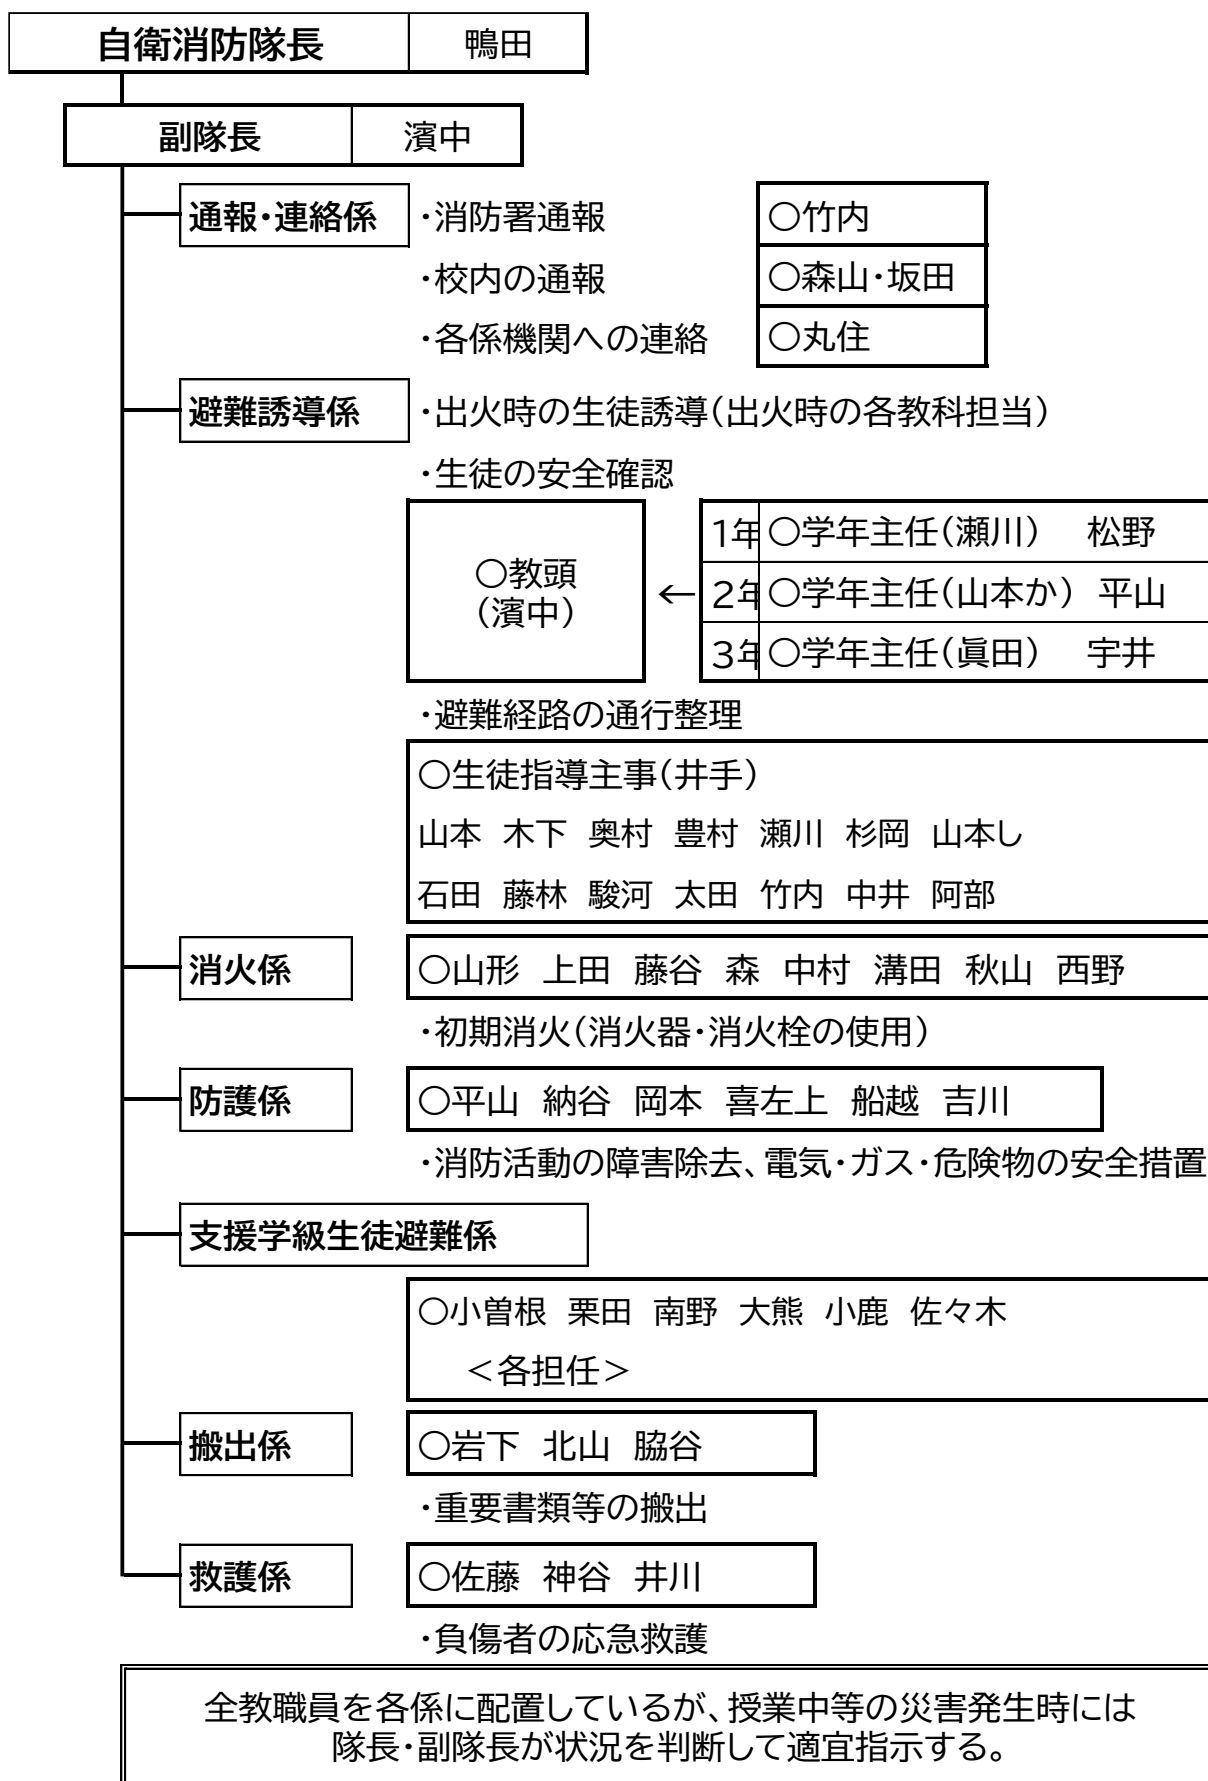 自衛消防隊長 鴨田
副隊長 濱中
通報・連絡係 ・消防署通報 〇竹内
・校内の通報 〇森山・坂田
・各係機関への連絡 〇丸住
避難誘導係 ・出火時の生徒誘導（出火時の各教科担当）
・生徒の安全確認
〇教頭
（濱中）
←
1年 〇学年主任（瀬川） 松野
2年 〇学年主任（山本か） 平山
3年 〇学年主任（眞田） 宇井
・避難経路の通行整理
〇生徒指導主事（井手）
山本 木下 奥村 豊村 瀬川 杉岡 山本し
石田 藤林 駿河 太田 竹内 中井 阿部
消火係 〇山形 上田 藤谷 森 中村 溝田 秋山 西野
・初期消火（消火器・消火栓の使用）
防護係 〇平山 納谷 岡本 喜左上 船越 吉川
・消防活動の障害除去、電気・ガス・危険物の安全措置
支援学級生徒避難係
〇小曽根 栗田 南野 大熊 小鹿 佐々木
＜各担任＞
搬出係 〇岩下 北山 脇谷
・重要書類等の搬出
救護係 〇佐藤 神谷 井川
・負傷者の応急救護
全教職員を各係に配置しているが、授業中等の災害発生時には
隊長・副隊長が状況を判断して適宜指示する。